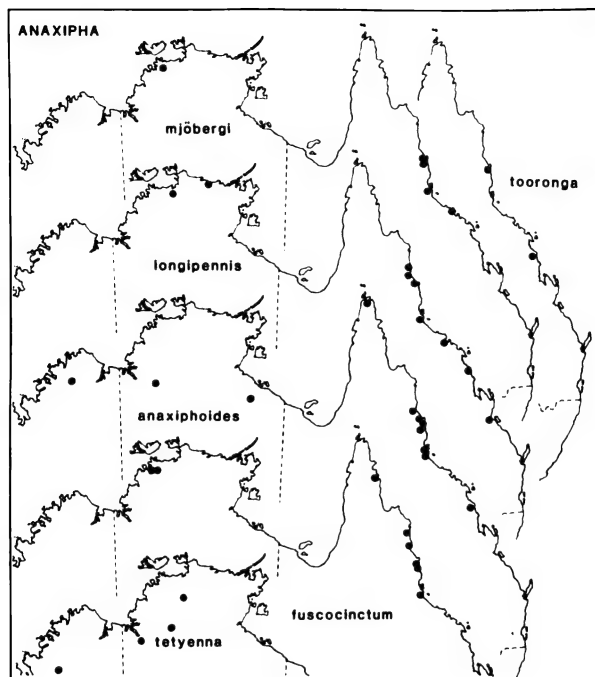 ANAXIPHA
mjöbergi
tooronga
longipennis
anaxiphoides
fuscocinctum
tetyenna